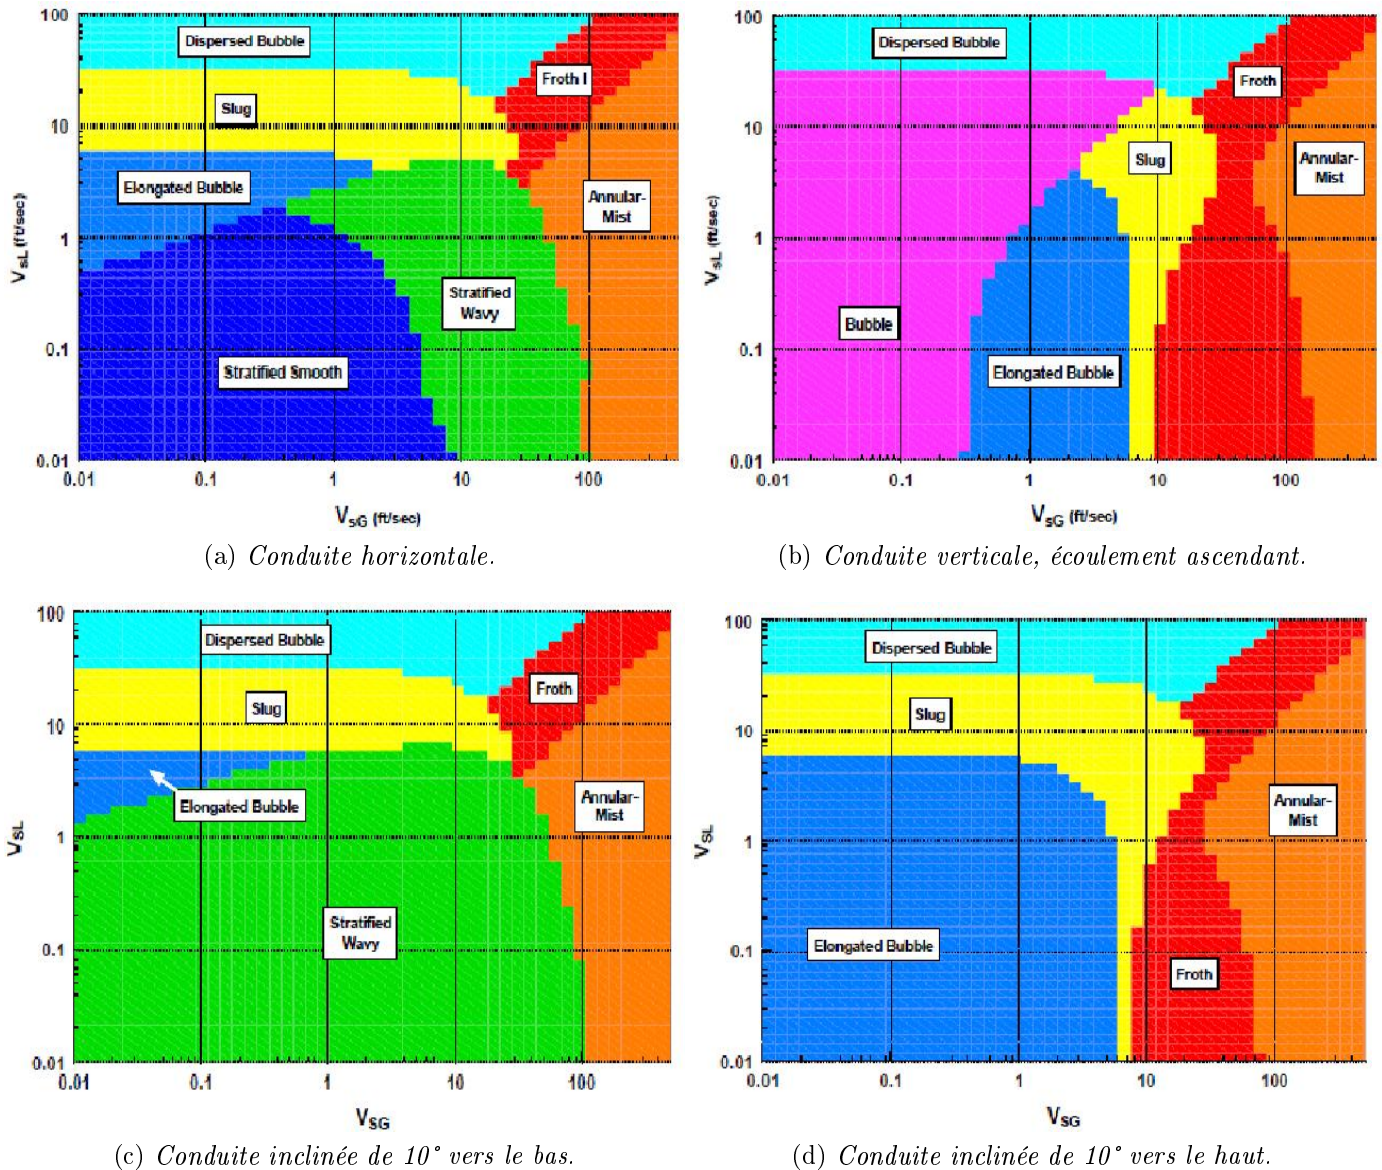 100
Dispersed Bubble
Froth I
Slug
10
Elongated Bubble
Annular-
Mist
1
Stratified
Wavy
0.1
Stratified Smooth
0.01
0.01 0.1 1 10 100
VsL (ft/sec)
VsG (ft/sec)
(a) Conduite horizontale.
100
Dispersed Bubble
Froth
10
Slug
Annular-
Mist
1
Bubble
0.1
Elongated Bubble
0.01
0.01 0.1 1 10 100
VsL (ft/sec)
VSG (ft/sec)
(b) Conduite verticale, écoulement ascendant.
100
Dispersed Bubble
Froth
Slug
10
Elongated Bubble
Annular-
Mist
1
Stratified
Wavy
0.1
0.01
0.01 0.1 1 10 100
VSL
VSG
(c) Conduite inclinée de 10° vers le bas.
100
Dispersed Bubble
Slug
10
Annular-
Mist
1
Elongated Bubble
0.1
Froth
0.01
0.01 0.1 1 10 100
VSL
VSG
(d) Conduite inclinée de 10° vers le haut.